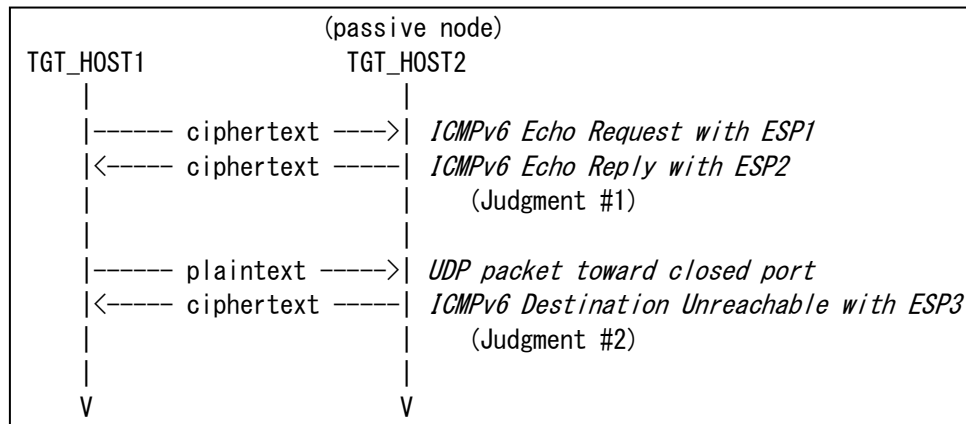 (passive node)
TGT_HOST1 TGT_HOST2
| |
|------ ciphertext ---->| ICMPv6 Echo Request with ESP1
|<----- ciphertext -----| ICMPv6 Echo Reply with ESP2
| | (Judgment #1)
| |
|------ plaintext ----->| UDP packet toward closed port
|<----- ciphertext -----| ICMPv6 Destination Unreachable with ESP3
| | (Judgment #2)
| |
V V